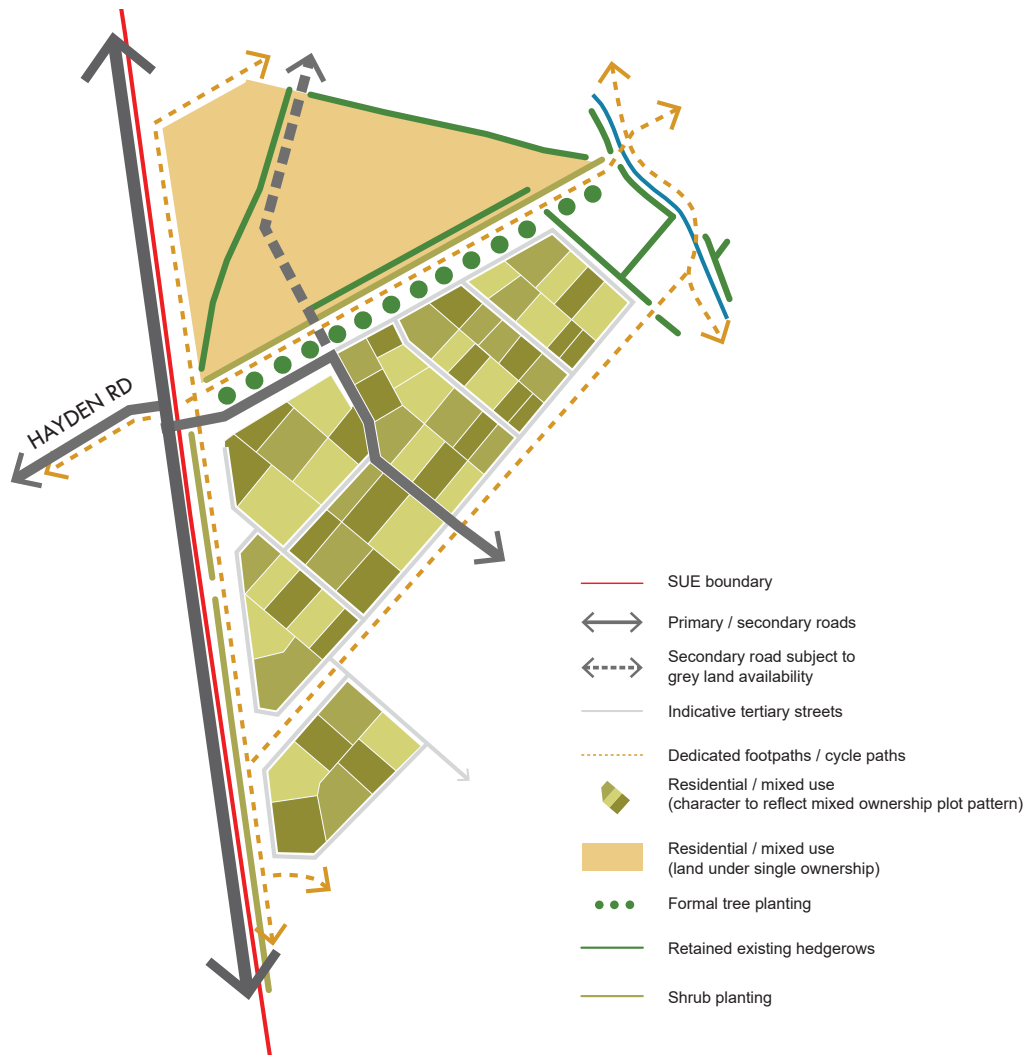 HAYDEN RD
SUE boundary
Primary / secondary roads
Secondary road subject to
grey land availability
Indicative tertiary streets
Dedicated footpaths / cycle paths
Residential / mixed use
(character to reflect mixed ownership plot pattern)
Residential / mixed use
(land under single ownership)
Formal tree planting
Retained existing hedgerows
Shrub planting